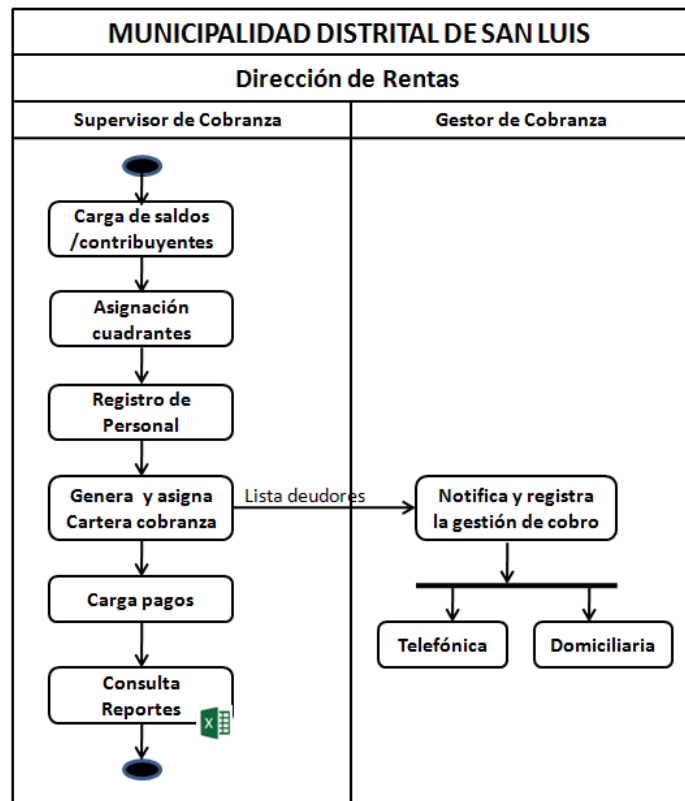 MUNICIPALIDAD DISTRITAL DE SAN LUIS
Dirección de Rentas
Supervisor de Cobranza
Gestor de Cobranza
Carga de saldos
/contribuyentes
Asignación
cuadrantes
Registro de
Personal
Genera y asigna
Cartera cobranza
Lista deudores
Notifica y registra
la gestión de cobro
Carga pagos
Telefónica
Domiciliaria
Consulta
Reportes
X